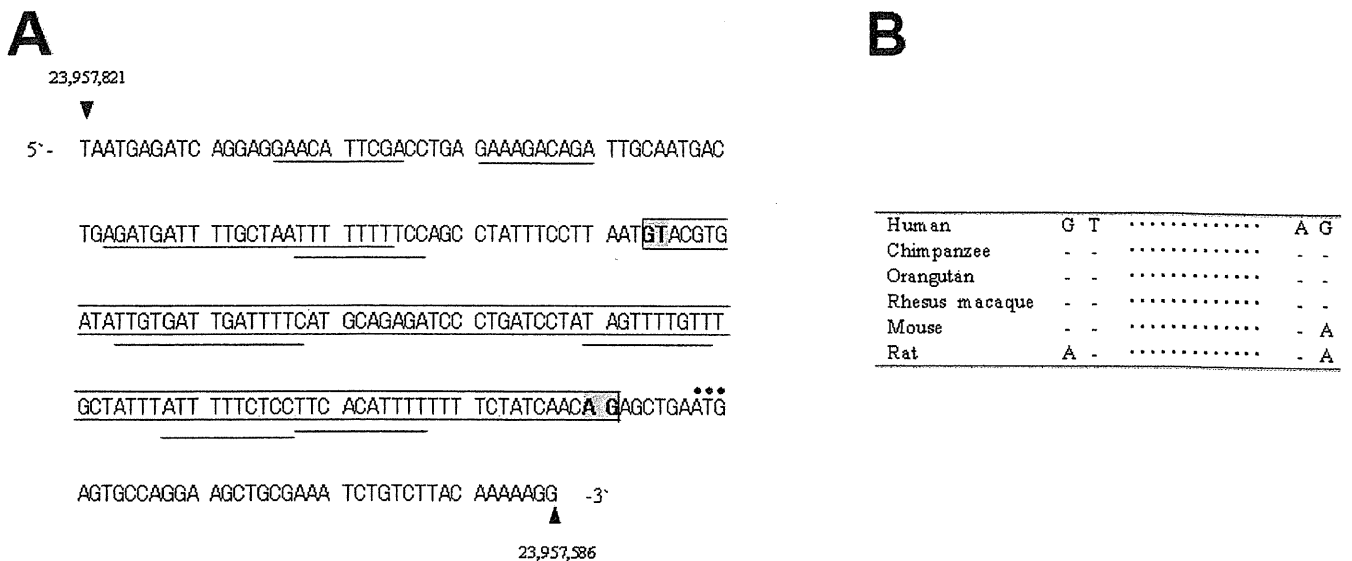 A
23,957,821
5`- TAATGAGATC AGGAGGAACA TTCGACCTGA GAAAGACAGA TTGCAATGAC
TGAGATGATT TTGCTAATTT TTTTTCCAGC CTATTTCCTT AATGTACGTG
ATATTGTGAT TGATTTTCAT GCAGAGATCC CTGATCCTAT AGTTTTGTTT
GCTATTTATT TTTCTCCTTC ACATTTTTTT TCTATCAACA GAGCTGAATG
AGTGCCAGGA AGCTGCGAAA TCTGTCTTAC AAAAAGG -3`
23,957,586
B
Human G T ············· A G
Chimpanzee - - ············· - -
Orangután - - ············· - -
Rhesus macaque - - ············· - -
Mouse - - ············· - A
Rat A - ············· - A